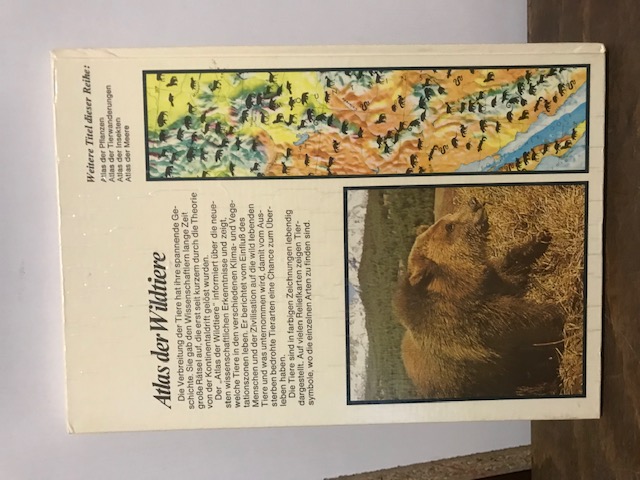 Weitere Titel dieser Reihe:
Atlas der Pflanzen
Atlas der Tierwanderungen
Atlas der Insekten
Atlas der Meere
Atlas der Wildtiere
Die Verbreitung der Tiere hat ihre spannende Ge-
schichte. Sie gab den Wissenschaftlern lange Zeit
große Rätsel auf, die erst seit kurzem durch die Theorie
von der Kontinentaldrift gelöst wurden.
Der „Atlas der Wildtiere" informiert über die neue-
sten wissenschaftlichen Erkenntnisse und zeigt,
welche Tiere in den verschiedenen Klima- und Vege-
tationszonen leben. Er berichtet vom Einfluß des
Menschen und der Zivilisation auf die wild lebenden
Tiere und was unternommen wird, damit vom Aus-
sterben bedrohte Tierarten eine Chance zum Über-
leben haben.
Die Tiere sind in farbigen Zeichnungen lebendig
dargestellt. Auf vielen Reliefkarten zeigen Tier-
symbole, wo die einzelnen Arten zu finden sind.